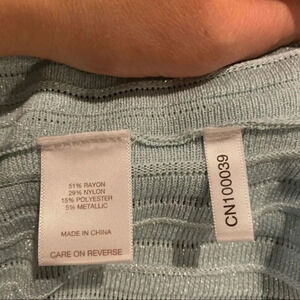 51% RAYON
29% NYLON
15% POLYESTER
5% METALLIC
MADE IN CHINA
CARE ON REVERSE
CN100039